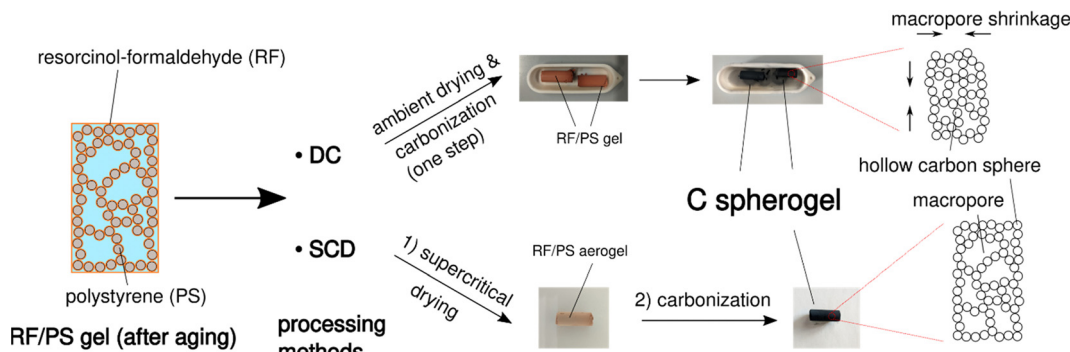 resorcinol-formaldehyde (RF)
polystyrene (PS)
RF/PS gel (after aging)
• DC
• SCD
processing
methods
ambient drying &
carbonization
(one step)
RF/PS gel
1) supercritical
drying
RF/PS aerogel
2) carbonization
C spherogel
macropore shrinkage
hollow carbon sphere
macropore